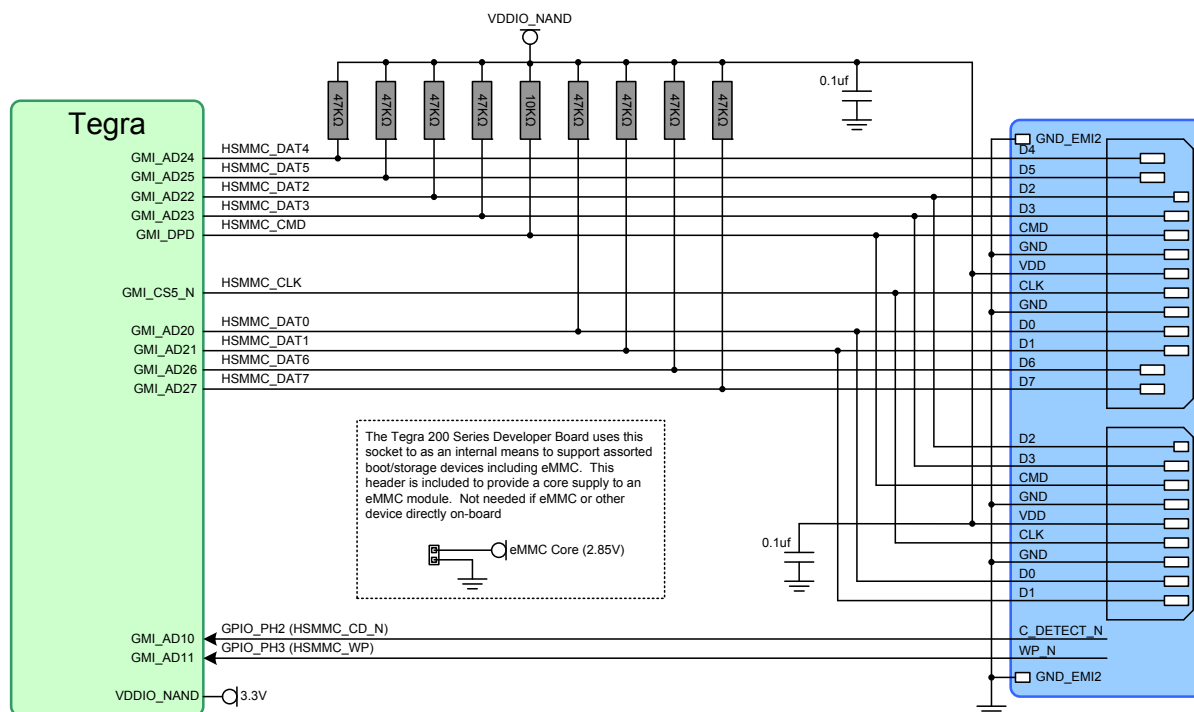 VDDIO_NAND
47KΩ
47KΩ
47KΩ
47KΩ
10KΩ
47KΩ
47KΩ
47KΩ
47KΩ
0.1uf
Tegra
GMI_AD24
HSMMC_DAT4
GMI_AD25
HSMMC_DAT5
GMI_AD22
HSMMC_DAT2
GMI_AD23
HSMMC_DAT3
GMI_DPD
HSMMC_CMD
GMI_CS5_N
HSMMC_CLK
GMI_AD20
HSMMC_DAT0
GMI_AD21
HSMMC_DAT1
GMI_AD26
HSMMC_DAT6
GMI_AD27
HSMMC_DAT7
GND_EMI2
D4
D5
D2
D3
CMD
GND
VDD
CLK
GND
D0
D1
D6
D7
The Tegra 200 Series Developer Board uses this
socket to as an internal means to support assorted
boot/storage devices including eMMC. This
header is included to provide a core supply to an
eMMC module. Not needed if eMMC or other
device directly on-board
eMMC Core (2.85V)
0.1uf
D2
D3
CMD
GND
VDD
CLK
GND
D0
D1
GMI_AD10
GPIO_PH2 (HSMMC_CD_N)
C_DETECT_N
GMI_AD11
GPIO_PH3 (HSMMC_WP)
WP_N
GND_EMI2
VDDIO_NAND
3.3V